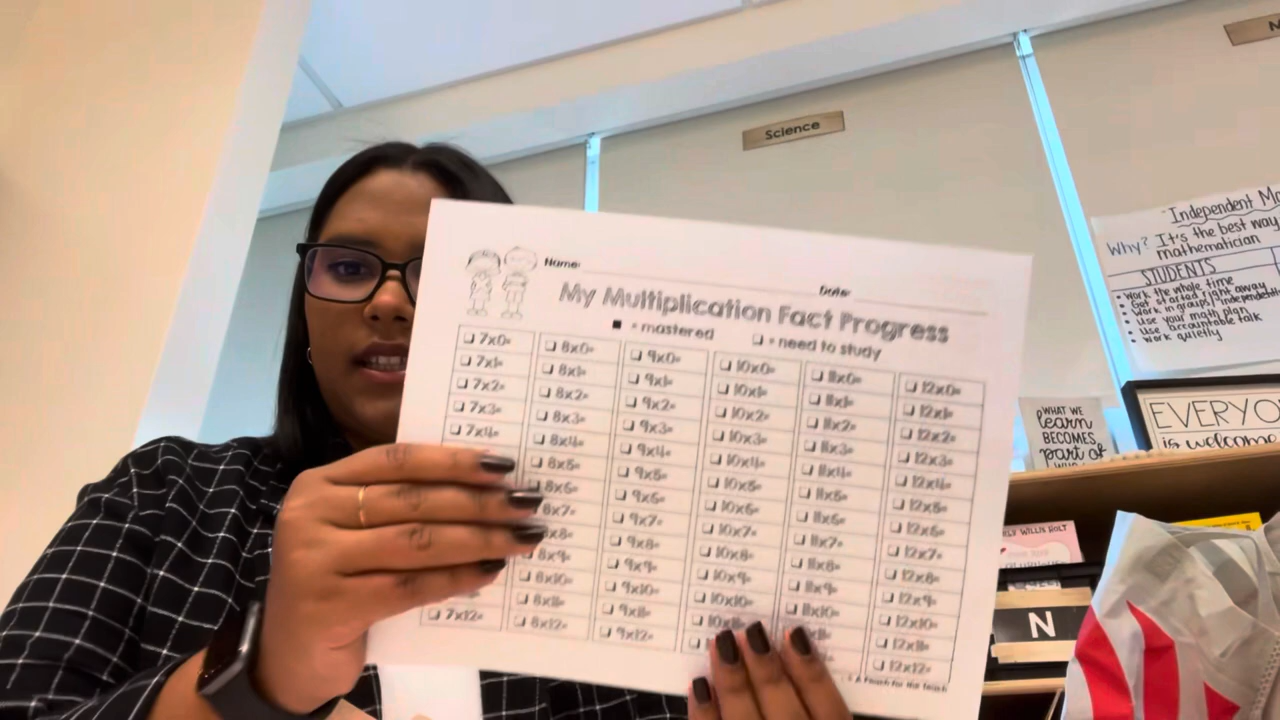 Science
Independent
Why? It's the best way
mathematician
STUDENTS
• Work the whole time
• Get started right away
• Work in group/independent
• Use your math plan
• Use accountable talk
• Work quietly
WHAT WE
learn
BECOMES
part of
EVERYO
is welcome
WILLIS HOLT
N
Name:
Date:
My Multiplication Fact Progress
■ = mastered ❑ = need to study
❑ 7x0= ❑ 8x0= ❑ 9x0= ❑ 10x0= ❑ 11x0= ❑ 12x0=
❑ 7x1= ❑ 8x1= ❑ 9x1= ❑ 10x1= ❑ 11x1= ❑ 12x1=
❑ 7x2= ❑ 8x2= ❑ 9x2= ❑ 10x2= ❑ 11x2= ❑ 12x2=
❑ 7x3= ❑ 8x3= ❑ 9x3= ❑ 10x3= ❑ 11x3= ❑ 12x3=
❑ 7x4= ❑ 8x4= ❑ 9x4= ❑ 10x4= ❑ 11x4= ❑ 12x4=
❑ 8x5= ❑ 9x5= ❑ 10x5= ❑ 11x5= ❑ 12x5=
❑ 8x6= ❑ 9x6= ❑ 10x6= ❑ 11x6= ❑ 12x6=
8x7= ❑ 9x7= ❑ 10x7= ❑ 11x7= ❑ 12x7=
8x8= ❑ 9x8= ❑ 10x8= ❑ 11x8= ❑ 12x8=
❑ 8x9= ❑ 9x9= ❑ 10x9= ❑ 11x9= ❑ 12x9=
❑ 8x10= ❑ 9x10= ❑ 10x10= ❑ 11x10= ❑ 12x10=
❑ 8x11= ❑ 9x11= ❑ 10x11= x11= ❑ 12x11=
❑ 7x12= ❑ 8x12= ❑ 9x12= ❑ ❑ 12x12=